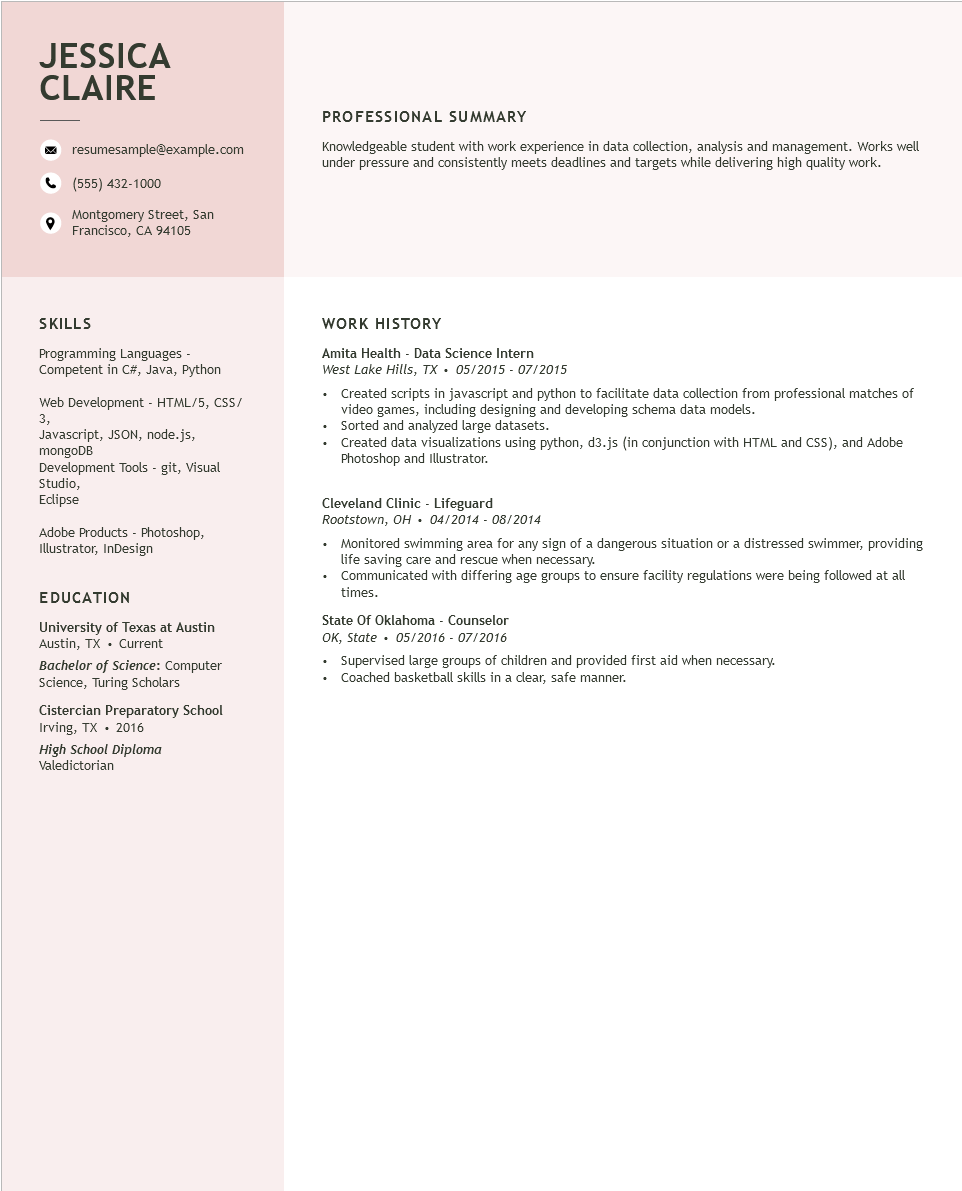 JESSICA
CLAIRE
resumesample@example.com
(555) 432-1000
Montgomery Street, San
Francisco, CA 94105
PROFESSIONAL SUMMARY
Knowledgeable student with work experience in data collection, analysis and management. Works well
under pressure and consistently meets deadlines and targets while delivering high quality work.
SKILLS
Programming Languages -
Competent in C#, Java, Python
Web Development - HTML/5, CSS/
3,
Javascript, JSON, node.js,
mongoDB
Development Tools - git, Visual
Studio,
Eclipse
Adobe Products - Photoshop,
Illustrator, InDesign
EDUCATION
University of Texas at Austin
Austin, TX • Current
Bachelor of Science: Computer
Science, Turing Scholars
Cistercian Preparatory School
Irving, TX • 2016
High School Diploma
Valedictorian
WORK HISTORY
Amita Health - Data Science Intern
West Lake Hills, TX • 05/2015 - 07/2015
• Created scripts in javascript and python to facilitate data collection from professional matches of
video games, including designing and developing schema data models.
• Sorted and analyzed large datasets.
• Created data visualizations using python, d3.js (in conjunction with HTML and CSS), and Adobe
Photoshop and Illustrator.
Cleveland Clinic - Lifeguard
Rootstown, OH • 04/2014 - 08/2014
• Monitored swimming area for any sign of a dangerous situation or a distressed swimmer, providing
life saving care and rescue when necessary.
• Communicated with differing age groups to ensure facility regulations were being followed at all
times.
State Of Oklahoma - Counselor
OK, State • 05/2016 - 07/2016
• Supervised large groups of children and provided first aid when necessary.
• Coached basketball skills in a clear, safe manner.